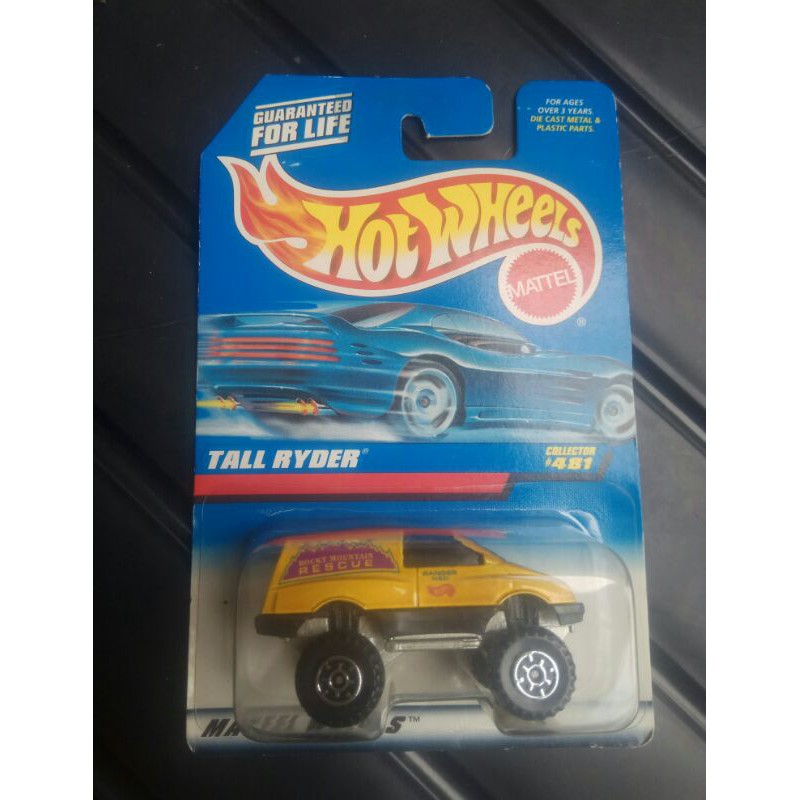 GUARANTEED
FOR LIFE
FOR AGES
OVER 3 YEARS.
DIE CAST METAL &
PLASTIC PARTS.
HOT WHEELS
MATTEL
®
TALL RYDER®
COLLECTOR
#481
ROCKY MOUNTAIN
RESCUE
RANGER
™